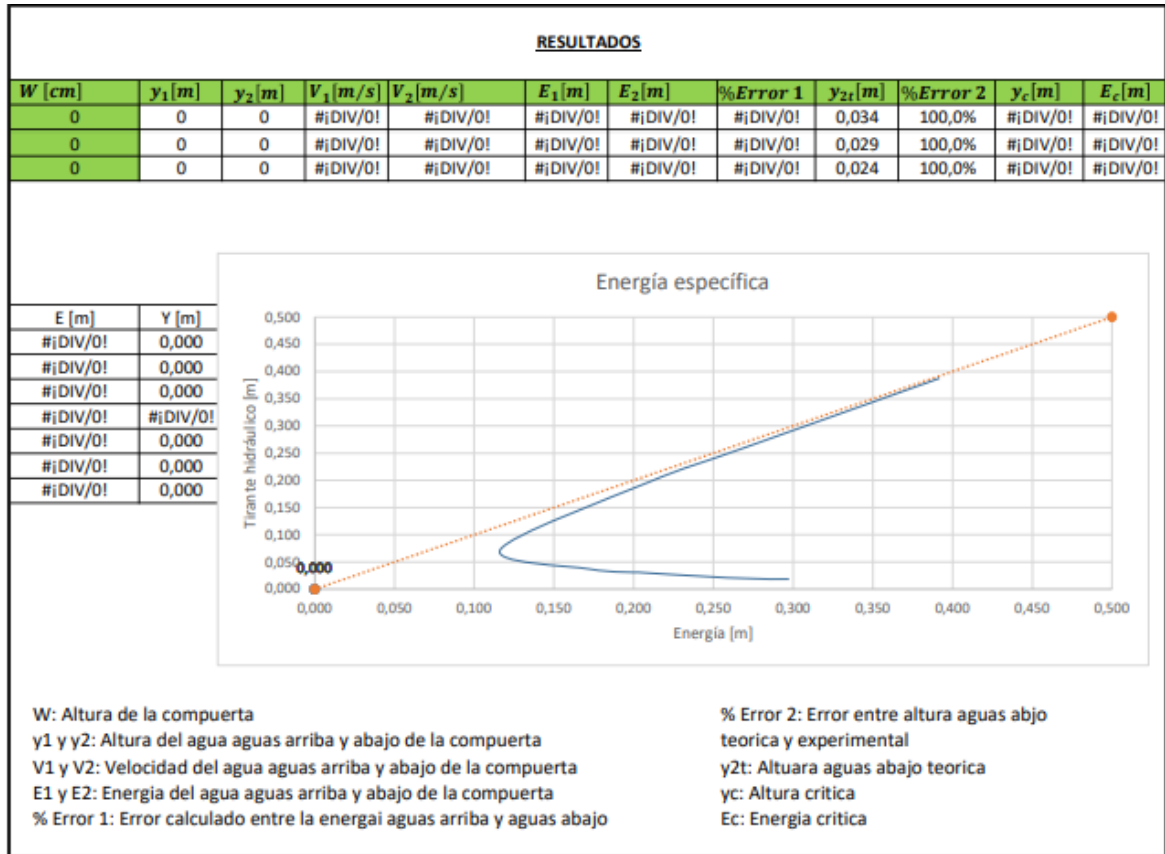 RESULTADOS
W [cm] y₁[m] y₂[m] V₁[m/s] V₂[m/s] E₁[m] E₂[m] %Error 1 y₂ₜ[m] %Error 2 y꜀[m] E꜀[m]
0 0 0 #¡DIV/0! #¡DIV/0! #¡DIV/0! #¡DIV/0! #¡DIV/0! 0,034 100,0% #¡DIV/0! #¡DIV/0!
0 0 0 #¡DIV/0! #¡DIV/0! #¡DIV/0! #¡DIV/0! #¡DIV/0! 0,029 100,0% #¡DIV/0! #¡DIV/0!
0 0 0 #¡DIV/0! #¡DIV/0! #¡DIV/0! #¡DIV/0! #¡DIV/0! 0,024 100,0% #¡DIV/0! #¡DIV/0!
E [m] Y [m]
#¡DIV/0! 0,000
#¡DIV/0! 0,000
#¡DIV/0! 0,000
#¡DIV/0! #¡DIV/0!
#¡DIV/0! 0,000
#¡DIV/0! 0,000
#¡DIV/0! 0,000
Energía específica
Tirante hidráulico [m]
0,500
0,450
0,400
0,350
0,300
0,250
0,200
0,150
0,100
0,050
0,000
0,000
0,000 0,050 0,100 0,150 0,200 0,250 0,300 0,350 0,400 0,450 0,500
Energía [m]
W: Altura de la compuerta
y1 y y2: Altura del agua aguas arriba y abajo de la compuerta
V1 y V2: Velocidad del agua aguas arriba y abajo de la compuerta
E1 y E2: Energia del agua aguas arriba y abajo de la compuerta
% Error 1: Error calculado entre la energai aguas arriba y aguas abajo
% Error 2: Error entre altura aguas abjo
teorica y experimental
y2t: Altuara aguas abajo teorica
yc: Altura critica
Ec: Energia critica